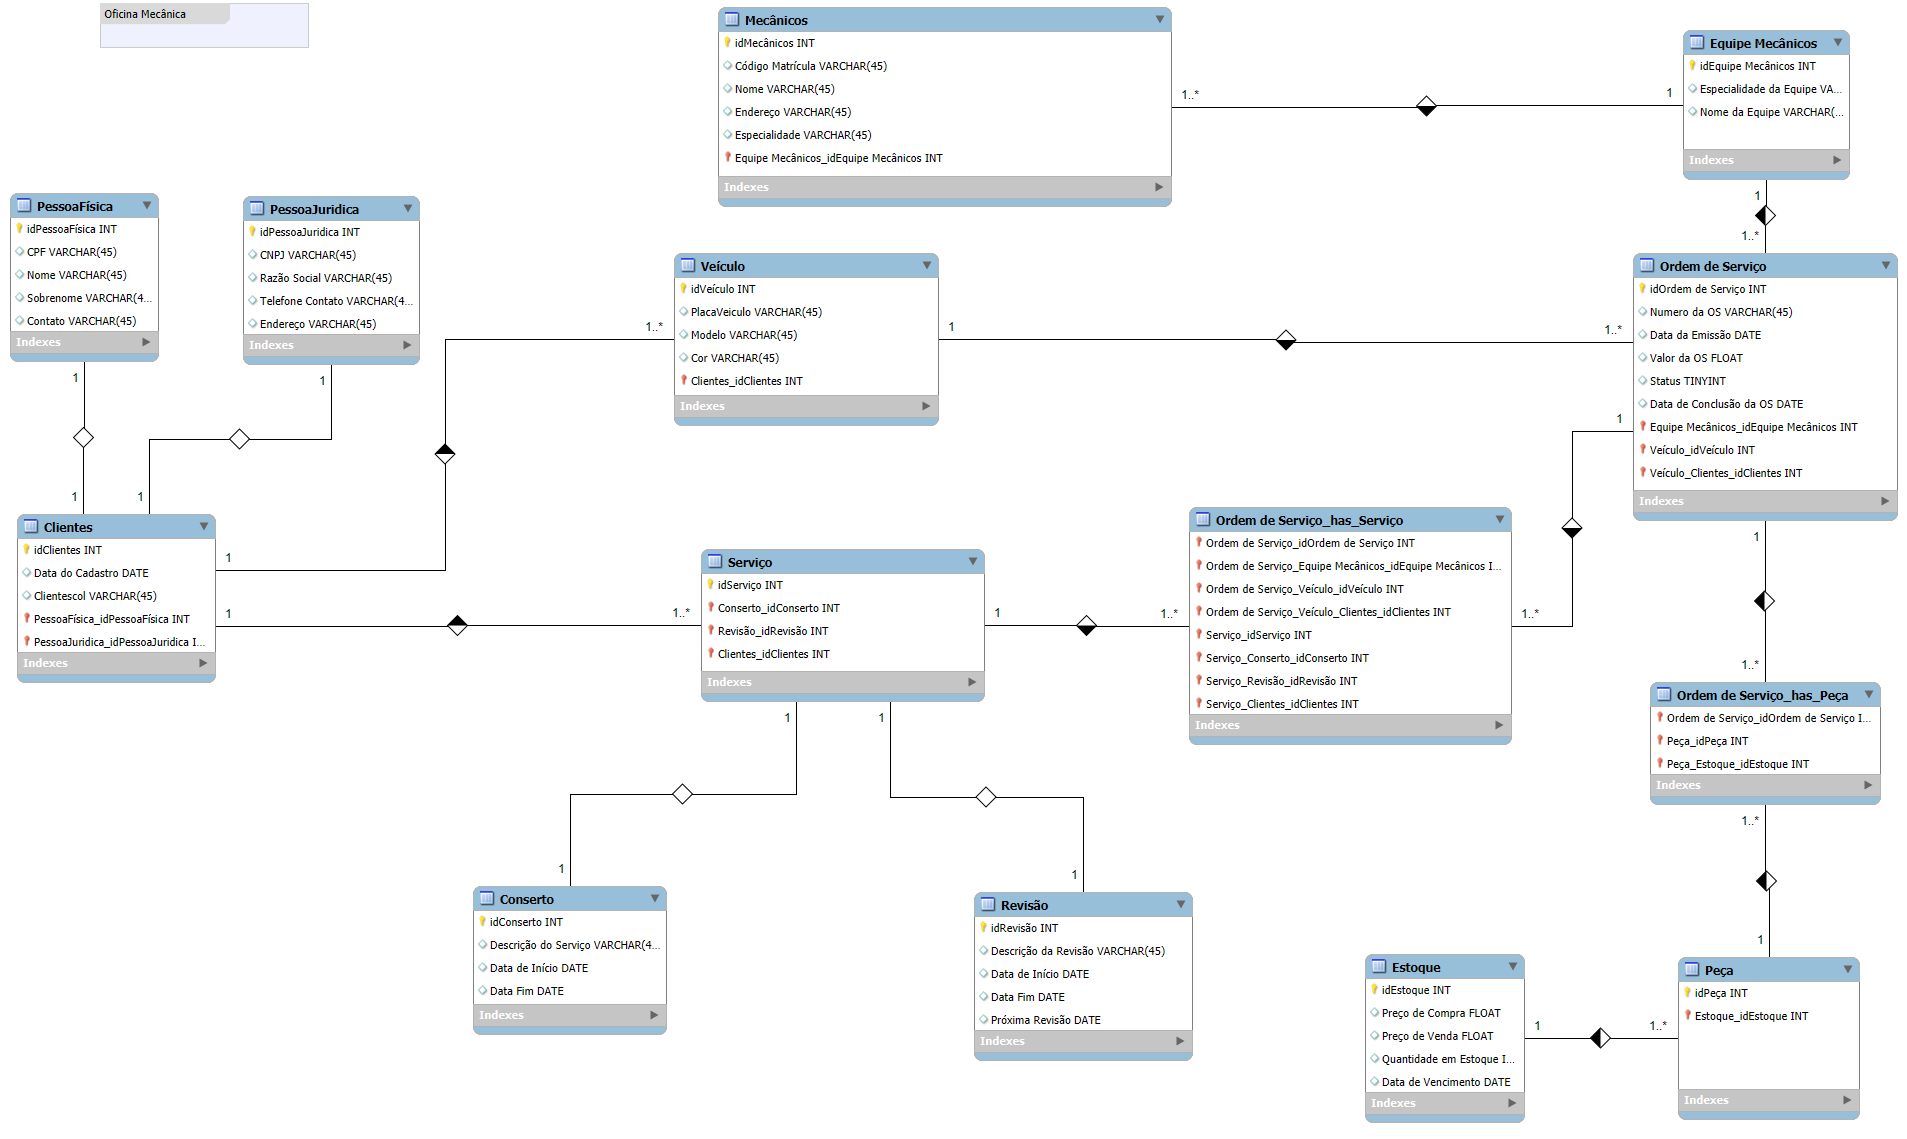 Oficina Mecânica
Mecânicos
idMecânicos INT
Código Matrícula VARCHAR(45)
Nome VARCHAR(45)
Endereço VARCHAR(45)
Especialidade VARCHAR(45)
Equipe Mecânicos_idEquipe Mecânicos INT
Indexes
1..*
1
Equipe Mecânicos
idEquipe Mecânicos INT
Especialidade da Equipe VA...
Nome da Equipe VARCHAR(...
Indexes
1
1..*
PessoaFísica
idPessoaFísica INT
CPF VARCHAR(45)
Nome VARCHAR(45)
Sobrenome VARCHAR(4...
Contato VARCHAR(45)
Indexes
1
1
PessoaJuridica
idPessoaJuridica INT
CNPJ VARCHAR(45)
Razão Social VARCHAR(45)
Telefone Contato VARCHAR(4...
Endereço VARCHAR(45)
Indexes
1
1
Veículo
idVeículo INT
PlacaVeiculo VARCHAR(45)
Modelo VARCHAR(45)
Cor VARCHAR(45)
Clientes_idClientes INT
Indexes
1..*
1
1..*
Ordem de Serviço
idOrdem de Serviço INT
Numero da OS VARCHAR(45)
Data da Emissão DATE
Valor da OS FLOAT
Status TINYINT
Data de Conclusão da OS DATE
Equipe Mecânicos_idEquipe Mecânicos INT
Veículo_idVeículo INT
Veículo_Clientes_idClientes INT
Indexes
1
1
1..*
Clientes
idClientes INT
Data do Cadastro DATE
Clientescol VARCHAR(45)
PessoaFísica_idPessoaFísica INT
PessoaJuridica_idPessoaJuridica I...
Indexes
1
1
1..*
Serviço
idServiço INT
Conserto_idConserto INT
Revisão_idRevisão INT
Clientes_idClientes INT
Indexes
1
1..*
1
1
Ordem de Serviço_has_Serviço
Ordem de Serviço_idOrdem de Serviço INT
Ordem de Serviço_Equipe Mecânicos_idEquipe Mecânicos I...
Ordem de Serviço_Veículo_idVeículo INT
Ordem de Serviço_Veículo_Clientes_idClientes INT
Serviço_idServiço INT
Serviço_Conserto_idConserto INT
Serviço_Revisão_idRevisão INT
Serviço_Clientes_idClientes INT
Indexes
1..*
Ordem de Serviço_has_Peça
Ordem de Serviço_idOrdem de Serviço I...
Peça_idPeça INT
Peça_Estoque_idEstoque INT
Indexes
1..*
1
1
Conserto
idConserto INT
Descrição do Serviço VARCHAR(4...
Data de Início DATE
Data Fim DATE
Indexes
1
Revisão
idRevisão INT
Descrição da Revisão VARCHAR(45)
Data de Início DATE
Data Fim DATE
Próxima Revisão DATE
Indexes
Estoque
idEstoque INT
Preço de Compra FLOAT
Preço de Venda FLOAT
Quantidade em Estoque I...
Data de Vencimento DATE
Indexes
1
1..*
Peça
idPeça INT
Estoque_idEstoque INT
Indexes